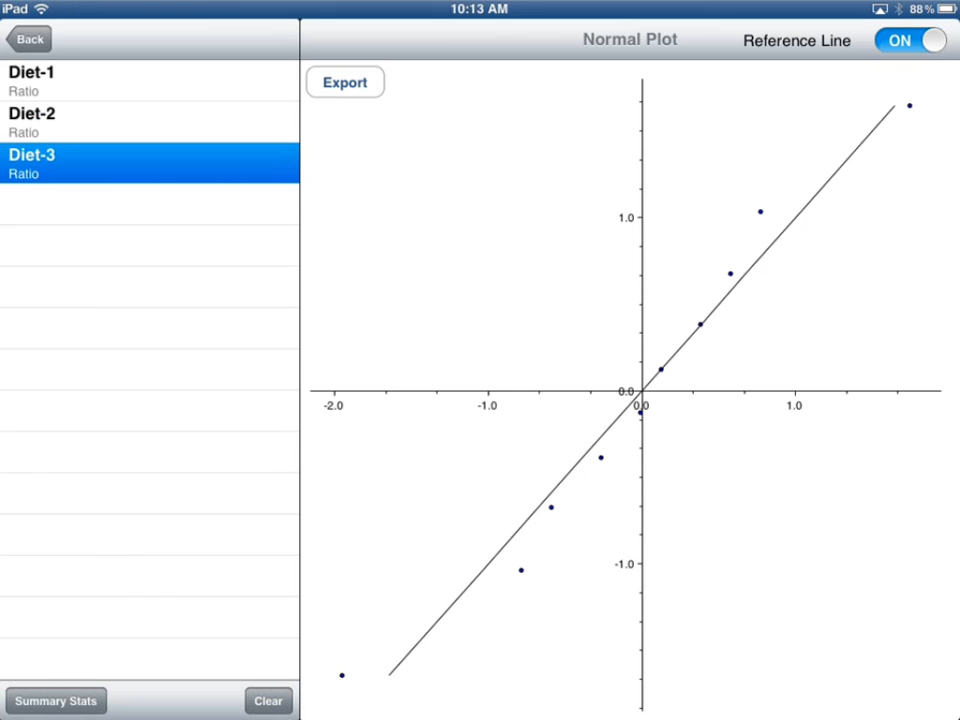 iPad 10:13 AM 88%
Back Normal Plot Reference Line ON
Diet-1
Ratio
Diet-2
Ratio
Diet-3
Ratio
Export
1.0
0.0
-2.0 -1.0 0.0 1.0
-1.0
Summary Stats Clear